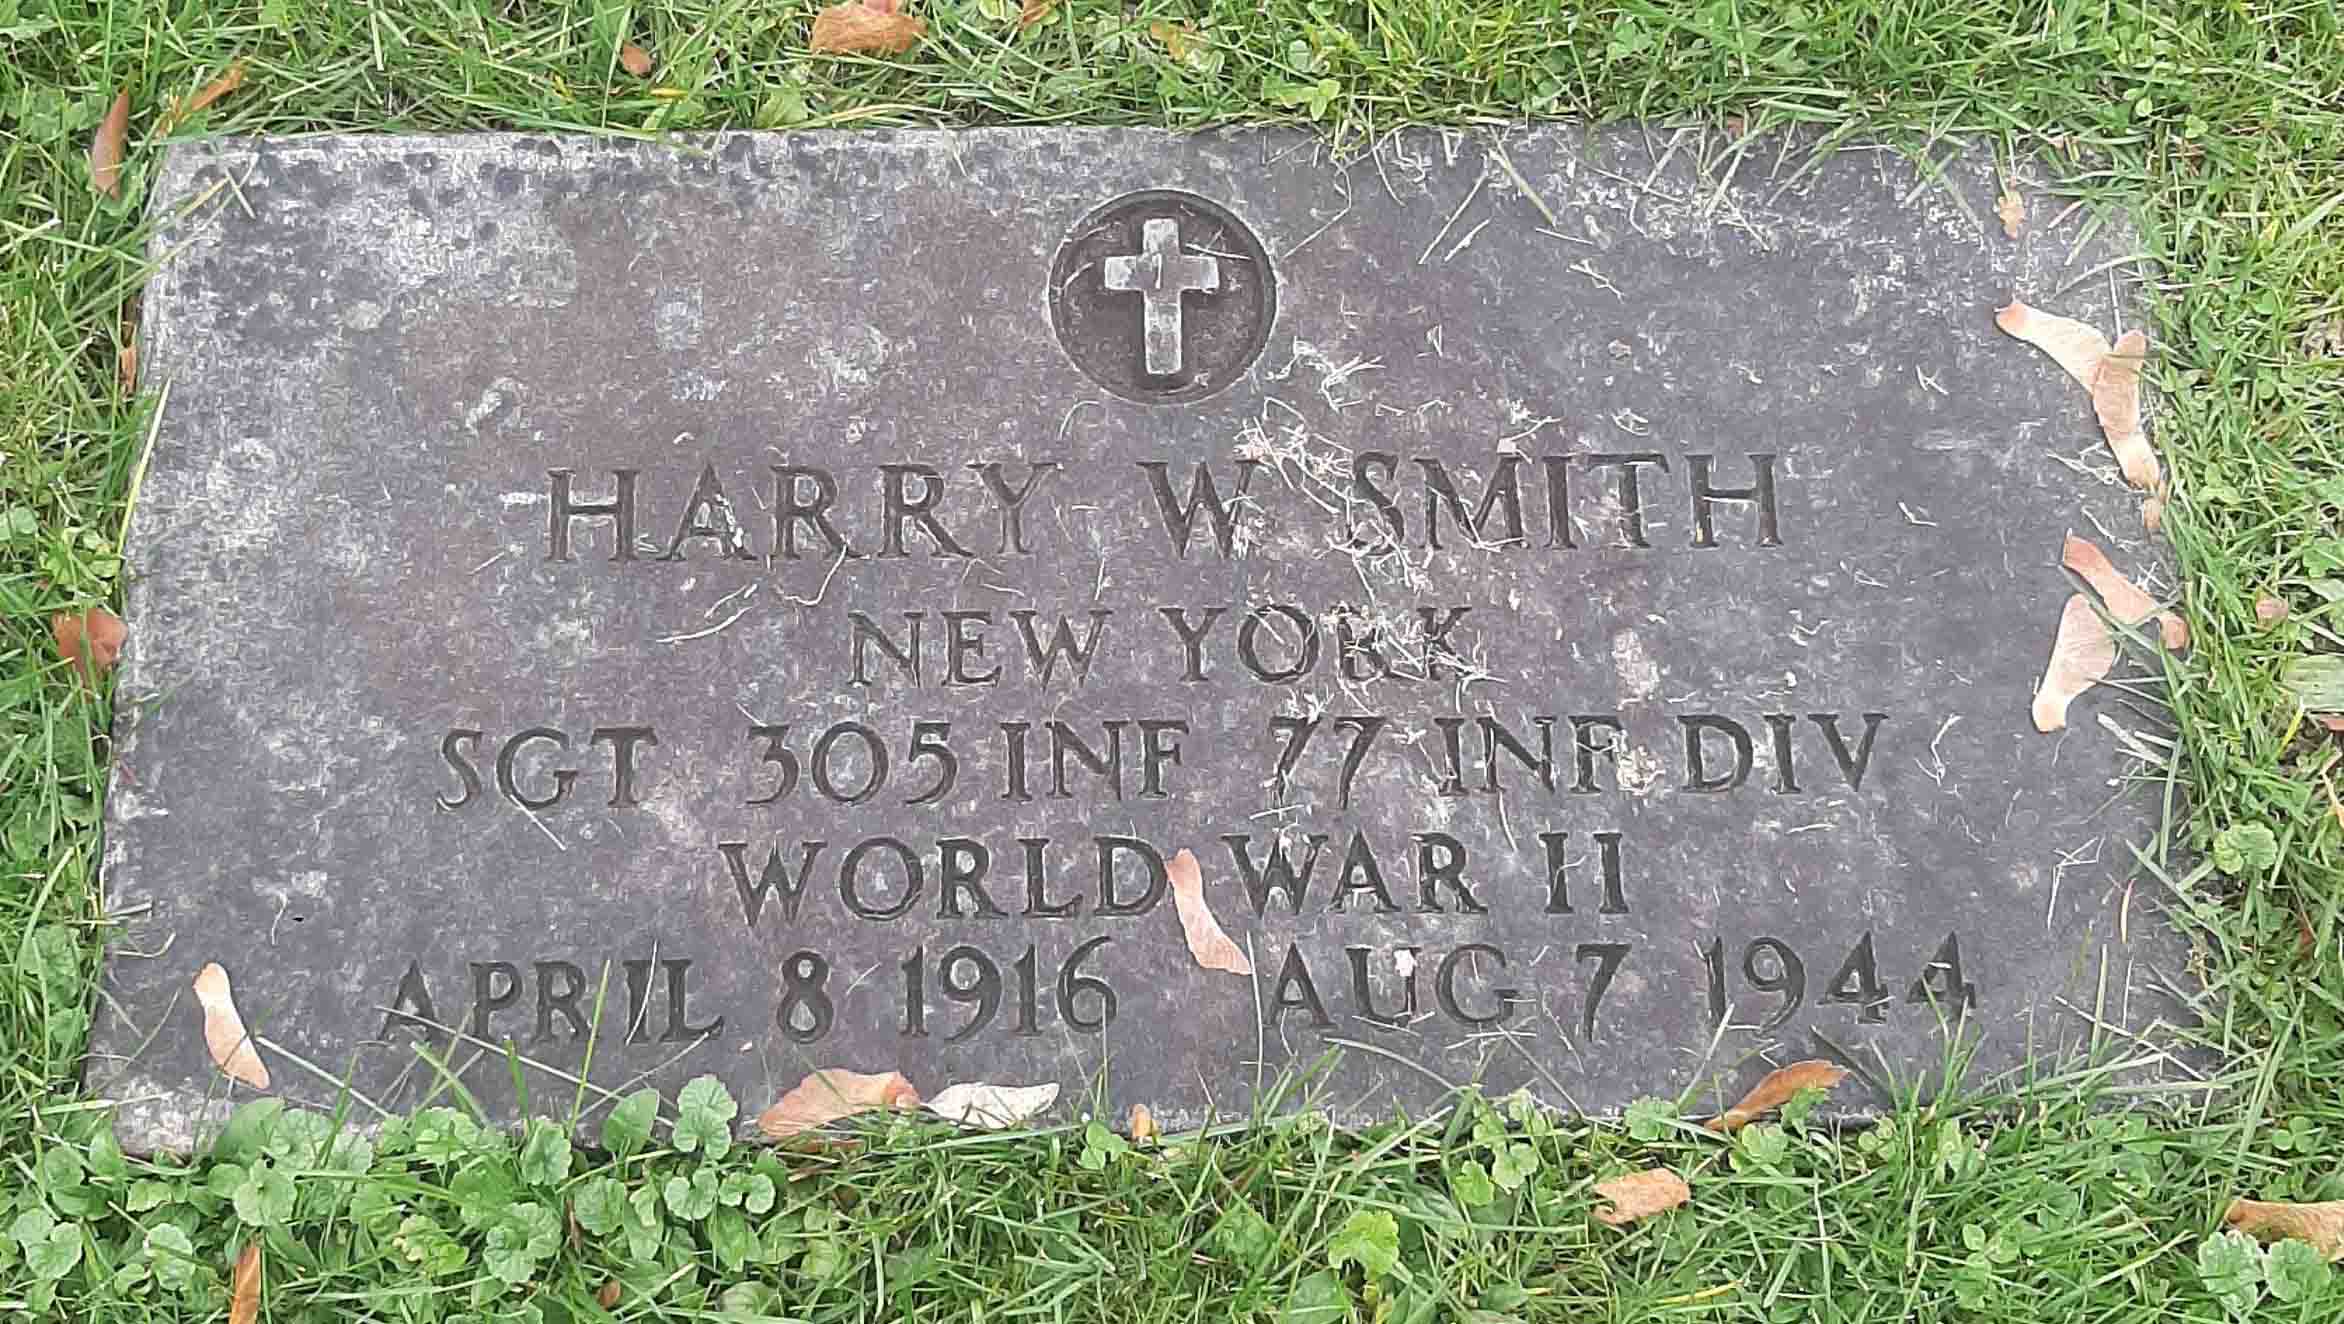 HARRY W SMITH
NEW YORK
SGT 305 INF 77 INF DIV
WORLD WAR II
APRIL 8 1916 AUG 7 1944